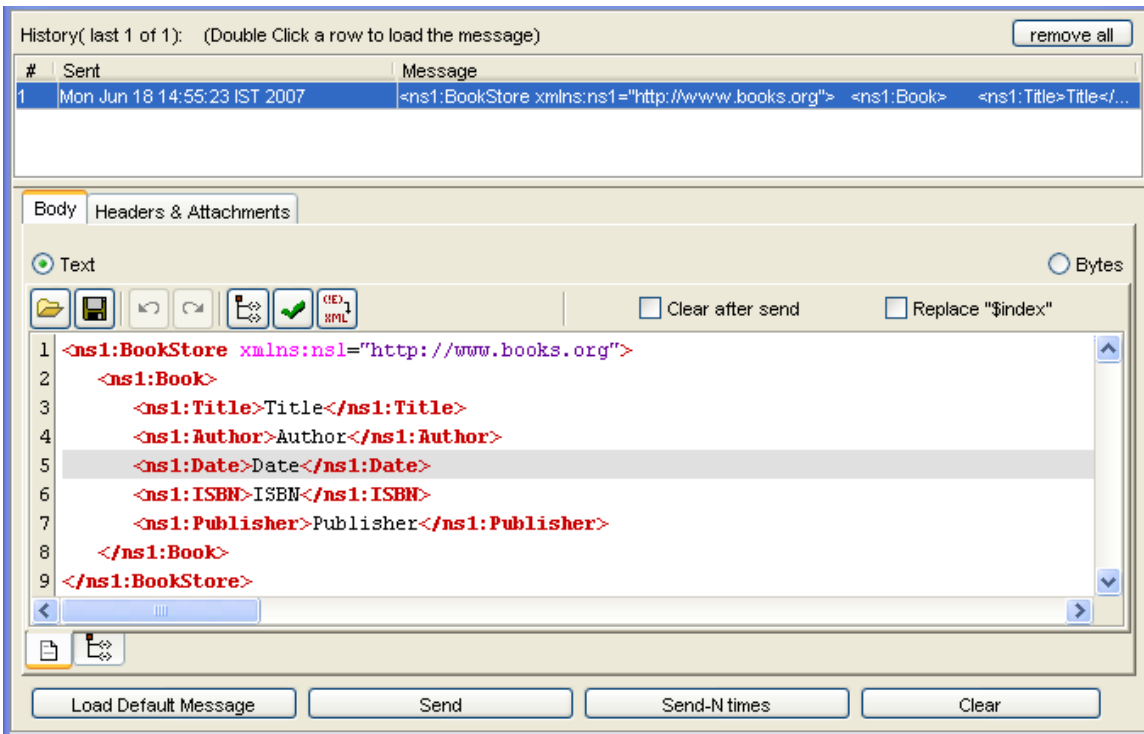 History( last 1 of 1): (Double Click a row to load the message) remove all
# Sent Message
1 Mon Jun 18 14:55:23 IST 2007 <ns1:BookStore xmlns:ns1="http://www.books.org"> <ns1:Book> <ns1:Title>Title</...
Body Headers & Attachments
Text Bytes
(!E) XML Clear after send Replace "$index"
1 <ns1:BookStore xmlns:ns1="http://www.books.org">
2 <ns1:Book>
3 <ns1:Title>Title</ns1:Title>
4 <ns1:Author>Author</ns1:Author>
5 <ns1:Date>Date</ns1:Date>
6 <ns1:ISBN>ISBN</ns1:ISBN>
7 <ns1:Publisher>Publisher</ns1:Publisher>
8 </ns1:Book>
9 </ns1:BookStore>
Load Default Message Send Send-N times Clear